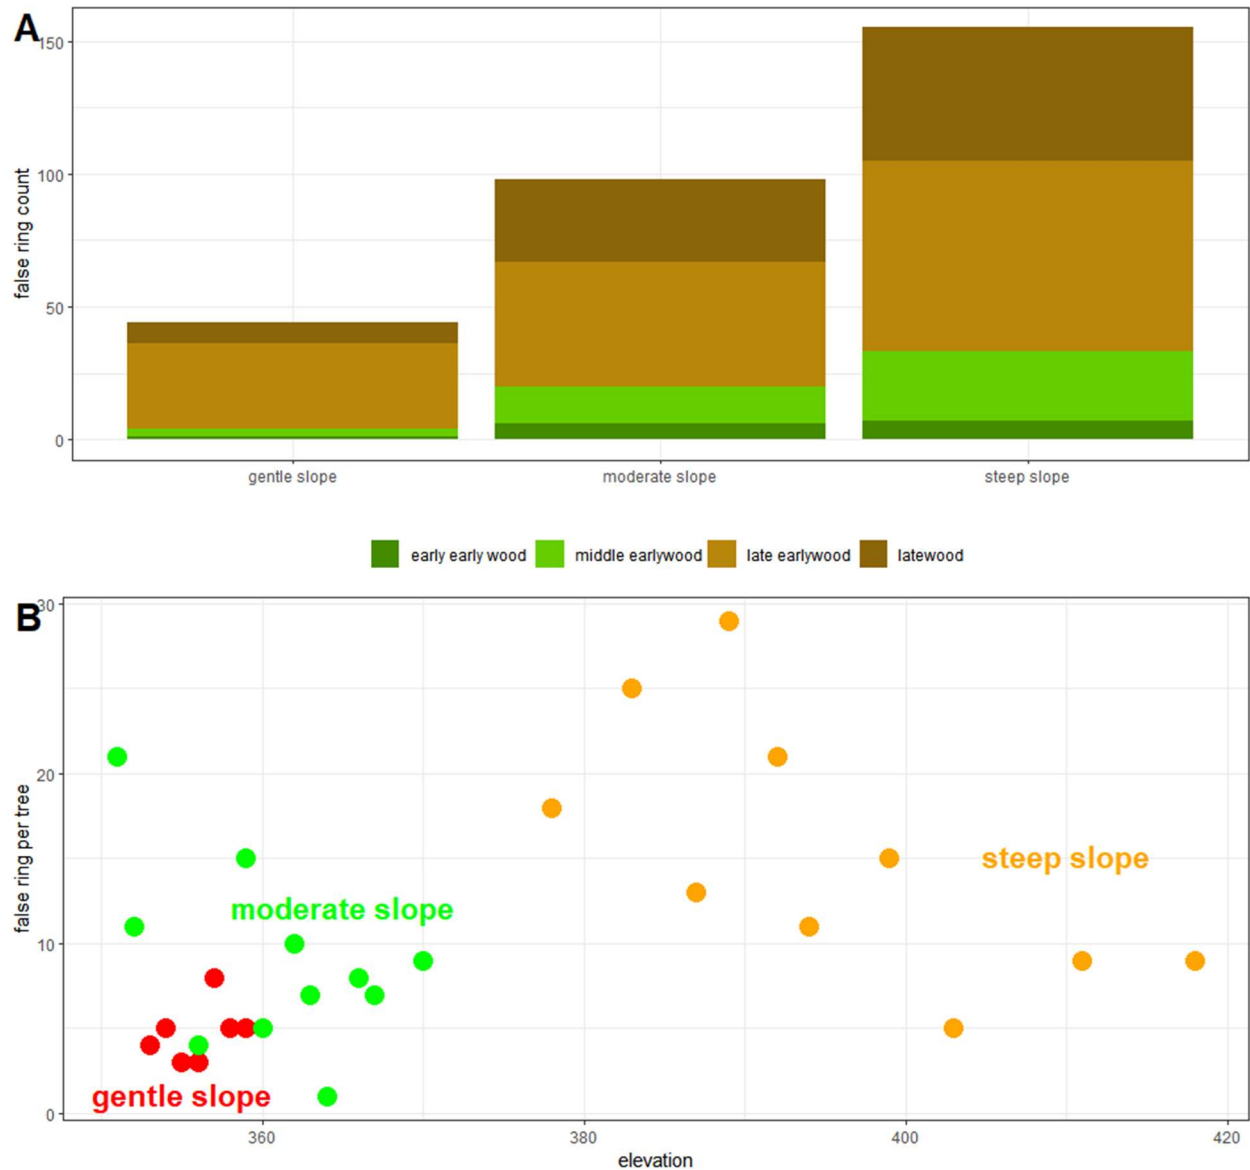 A
150
100
50
0
false ring count
gentle slope moderate slope steep slope
early early wood middle earlywood late earlywood latewood
B
30
20
10
0
false ring per tree
steep slope
moderate slope
gentle slope
360 380 400 420
elevation